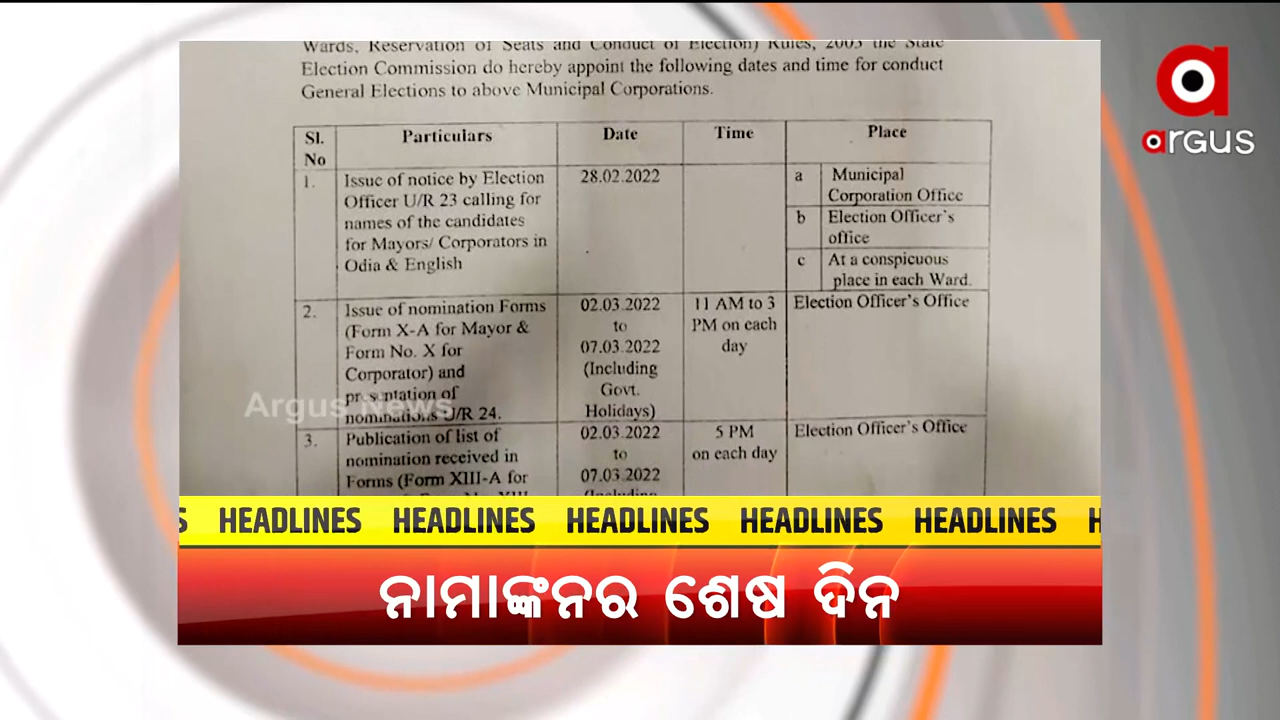 Wards, Reservation of Seats and Conduct of Election) Rules, 2003 the State
Election Commission do hereby appoint the following dates and time for conduct
General Elections to above Municipal Corporations.
Sl. No
Particulars
Date
Time
Place
1.
Issue of notice by Election
Officer U/R 23 calling for
names of the candidates
for Mayors/ Corporators in
Odia & English
28.02.2022
a
Municipal
Corporation Office
b
Election Officer's
office
c
At a conspicuous
place in each Ward.
2.
Issue of nomination Forms
(Form X-A for Mayor &
Form No. X for
Corporator) and
presentation of
nominations U/R 24.
02.03.2022
to
07.03.2022
(Including
Govt.
Holidays)
11 AM to 3
PM on each
day
Election Officer's Office
3.
Publication of list of
nomination received in
Forms (Form XIII-A for
02.03.2022
to
07.03.2022
(Including
5 PM
on each day
Election Officer's Office
Argus News
argus
S HEADLINES HEADLINES HEADLINES HEADLINES HEADLINES H
ନାମାଙ୍କନର ଶେଷ ଦିନ